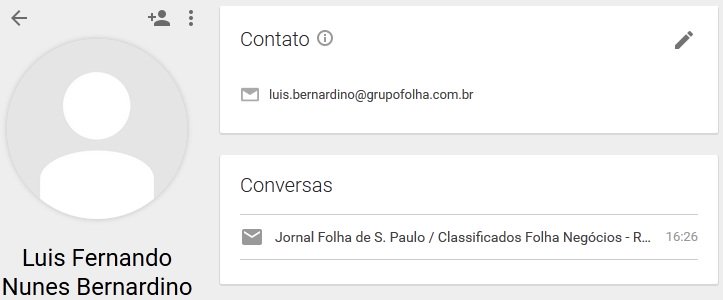 Contato
luis.bernardino@grupofolha.com.br
Conversas
Jornal Folha de S. Paulo / Classificados Folha Negócios - R... 16:26
Luis Fernando
Nunes Bernardino